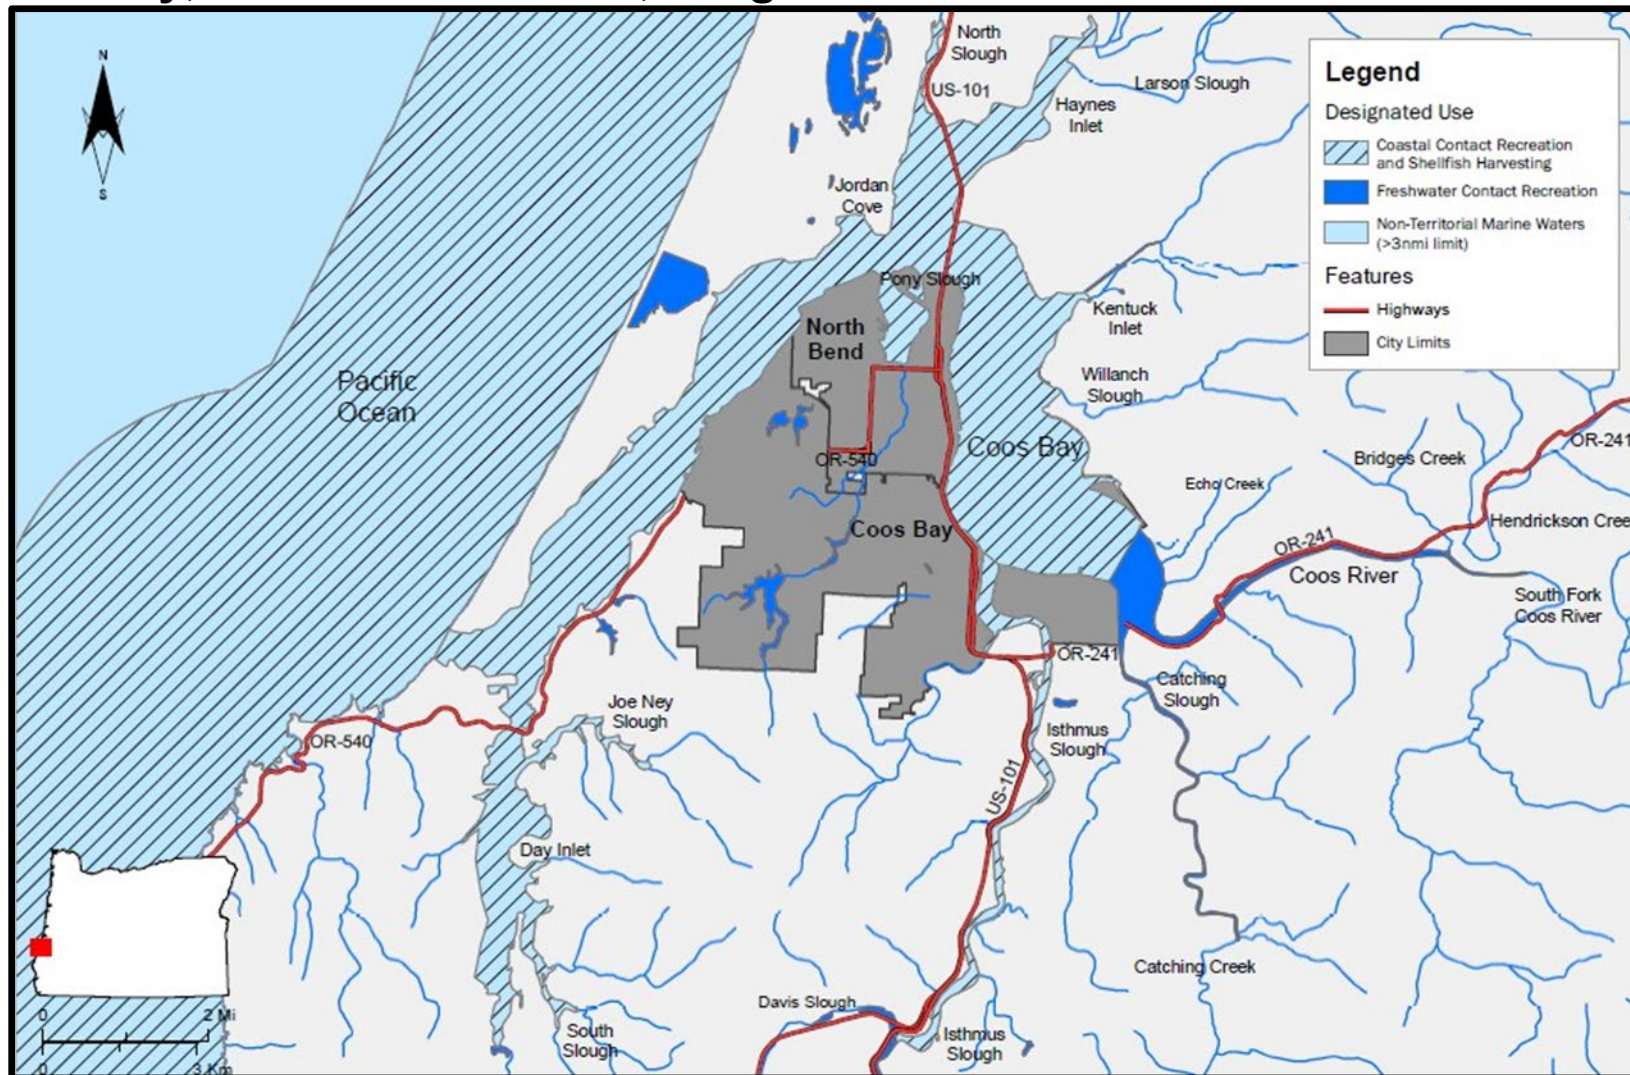 N
S
North
Slough
US-101
Larson Slough
Haynes
Inlet
Jordan
Cove
Legend
Designated Use
Coastal Contact Recreation
and Shellfish Harvesting
Freshwater Contact Recreation
Non-Territorial Marine Waters
(>3nmi limit)
Features
Highways
City Limits
Pony Slough
Kentuck
Inlet
North
Bend
Willanch
Slough
Pacific
Ocean
Coos Bay
OR-540
OR-241
Bridges Creek
Echo Creek
Hendrickson Cree
Coos Bay
OR-241
Coos River
South Fork
Coos River
OR-241
Catching
Slough
Joe Ney
Slough
Isthmus
Slough
OR-540
US-101
Day Inlet
Catching Creek
Davis Slough
South
Slough
Isthmus
Slough
0
2 Mi
0
3 Km